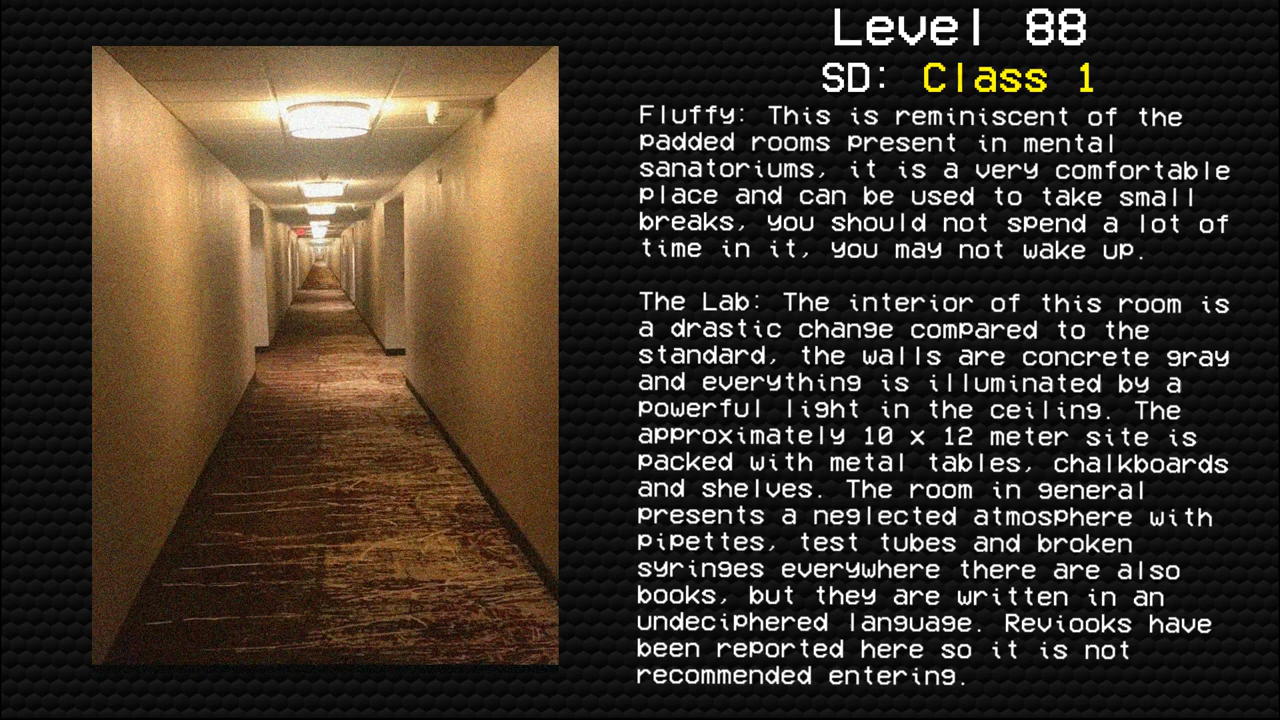 Level 88
SD: Class 1
Fluffy: This is reminiscent of the
padded rooms present in mental
sanatoriums, it is a very comfortable
place and can be used to take small
breaks, you should not spend a lot of
time in it, you may not wake up.
The Lab: The interior of this room is
a drastic change compared to the
standard, the walls are concrete gray
and everything is illuminated by a
powerful light in the ceiling. The
approximately 10 x 12 meter site is
packed with metal tables, chalkboards
and shelves. The room in general
presents a neglected atmosphere with
pipettes, test tubes and broken
syringes everywhere there are also
books, but they are written in an
undeciphered language. Reviooks have
been reported here so it is not
recommended entering.